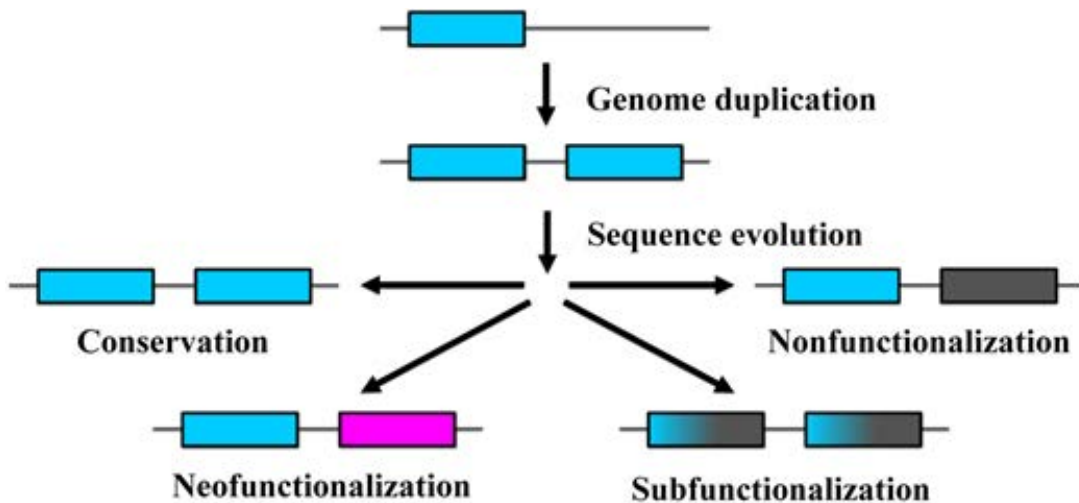 Genome duplication
Sequence evolution
Conservation
Nonfunctionalization
Neofunctionalization
Subfunctionalization